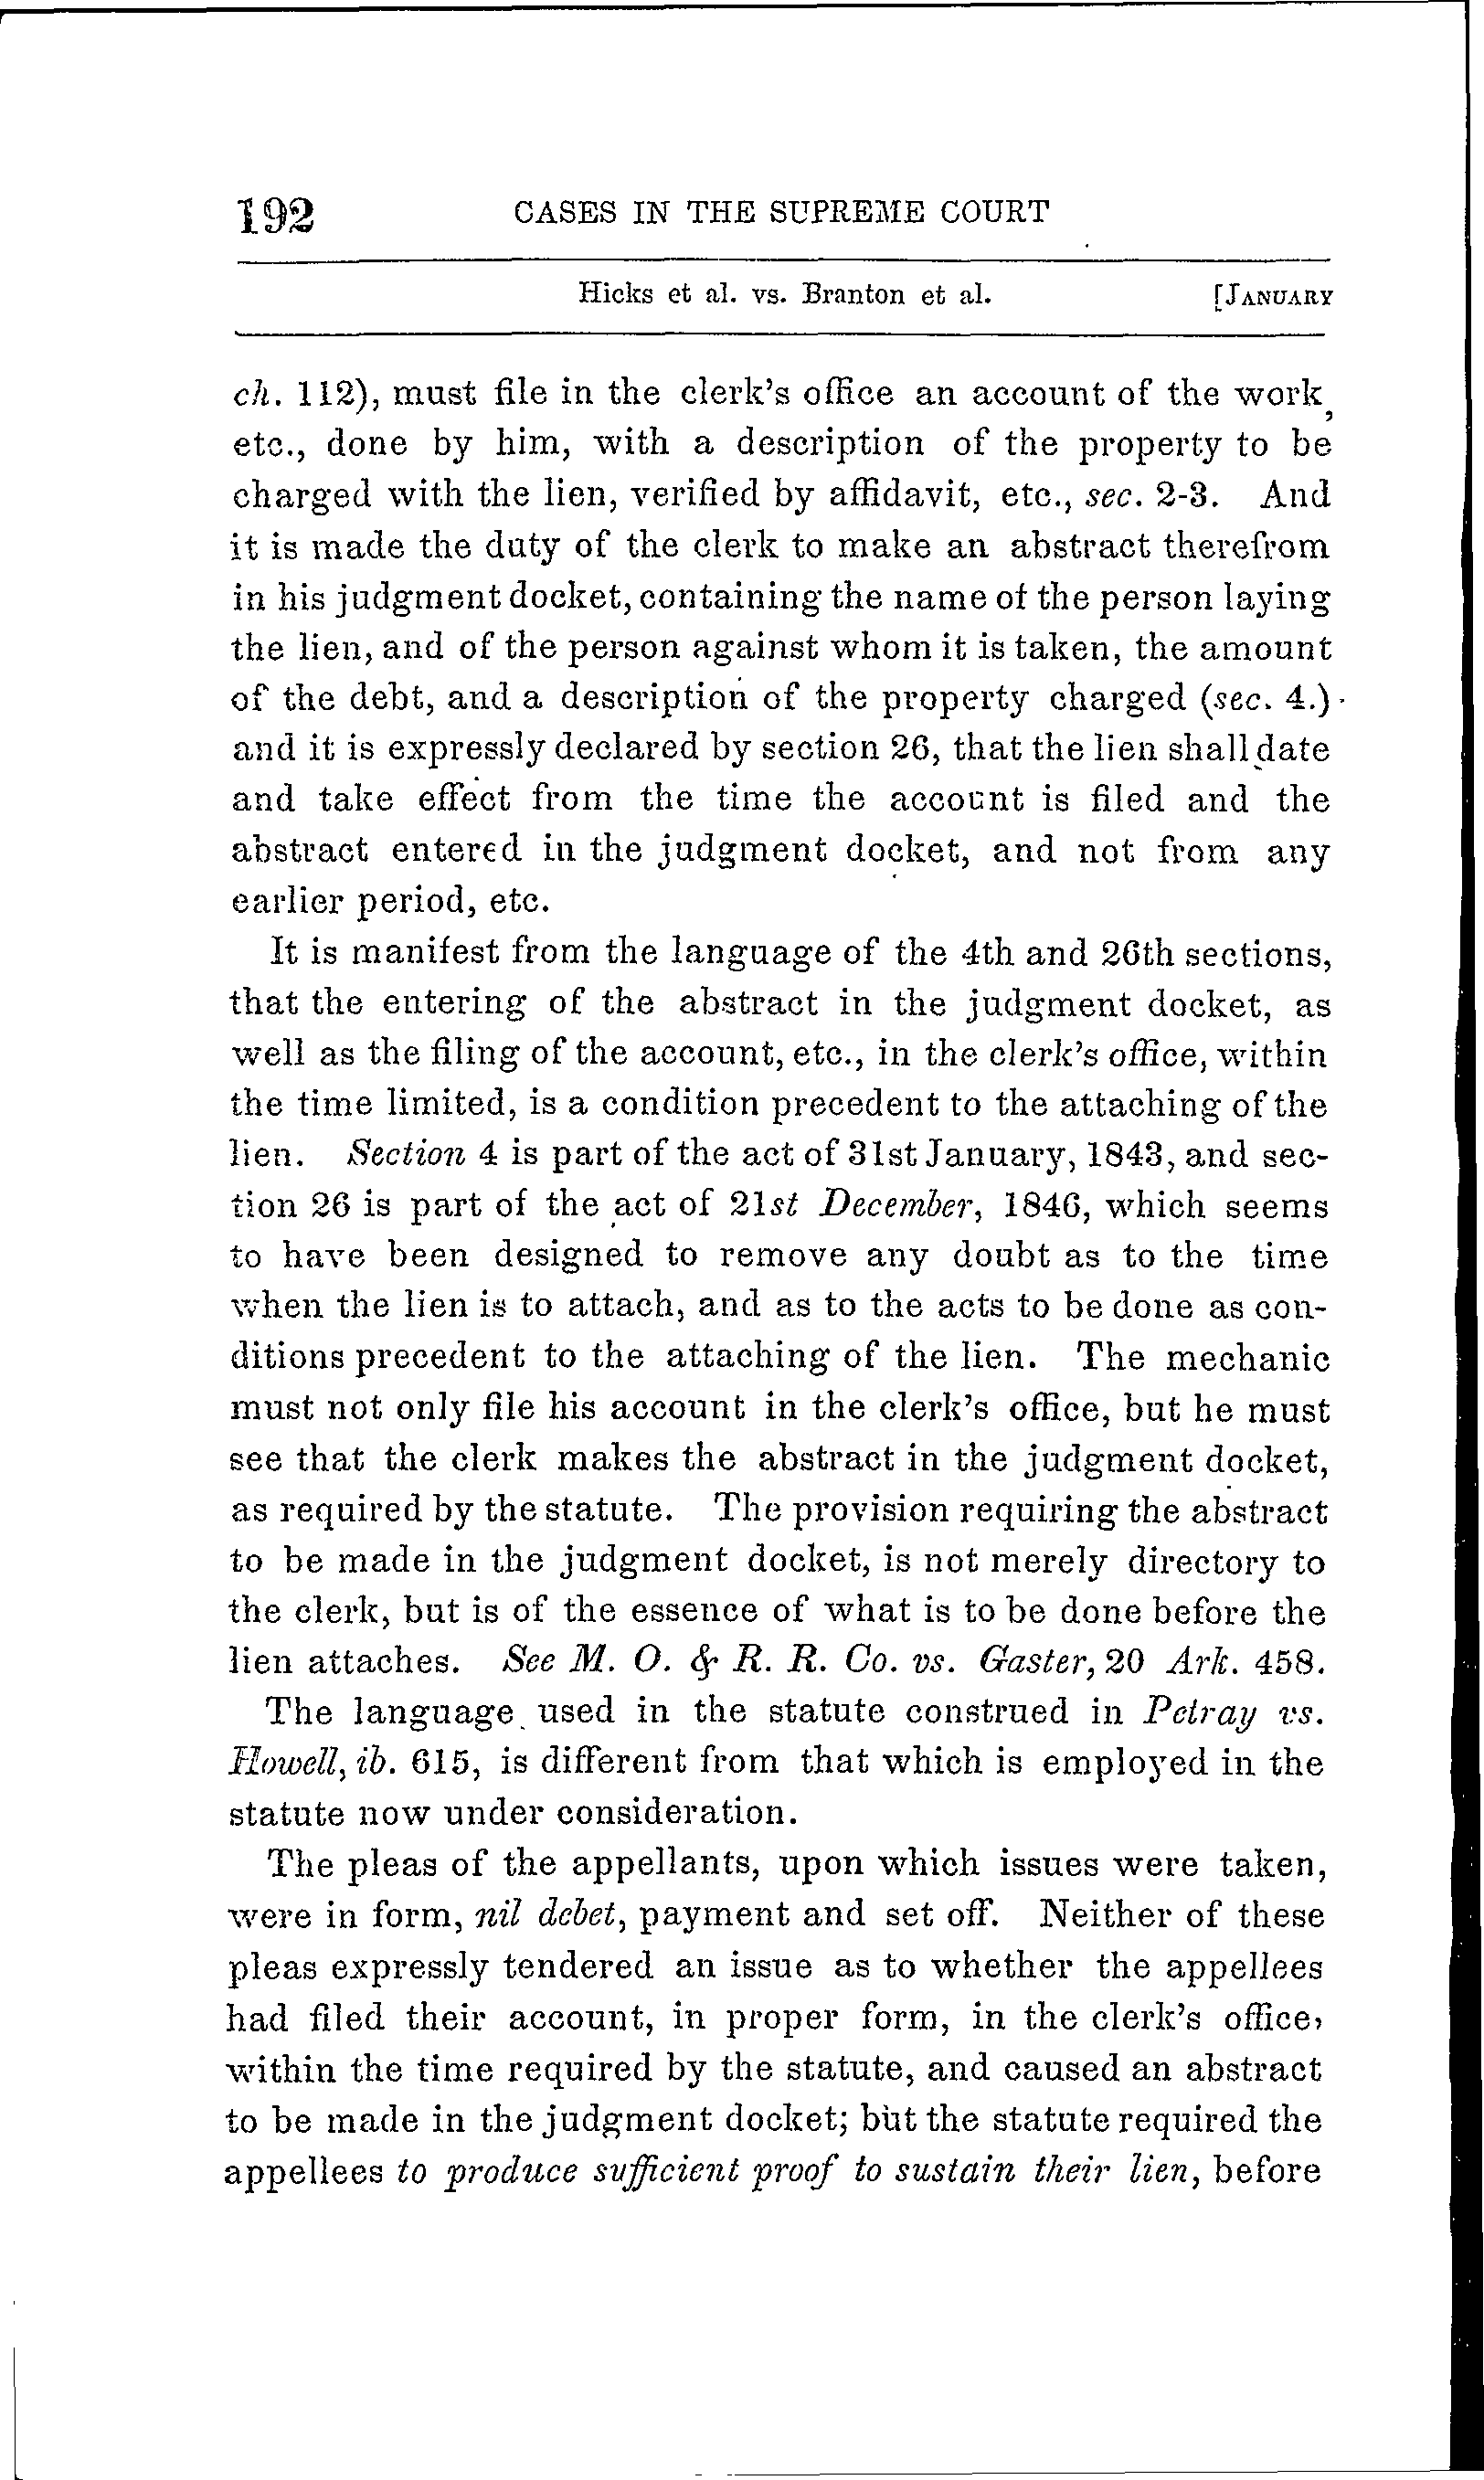 192 CASES IN THE SUPREME COURT
Hicks et al. vs. Branton et al. [JANUARY
ch. 112), must file in the clerk's office an account of the work,
etc., done by him, with a description of the property to be
charged with the lien, verified by affidavit, etc., sec. 2-3. And
it is made the duty of the clerk to make an abstract therefrom
in his judgment docket, containing the name of the person laying
the lien, and of the person against whom it is taken, the amount
of the debt, and a description of the property charged (sec. 4.)
and it is expressly declared by section 26, that the lien shall date
and take effect from the time the account is filed and the
abstract entered in the judgment docket, and not from any
earlier period, etc.
It is manifest from the language of the 4th and 26th sections,
that the entering of the abstract in the judgment docket, as
well as the filing of the account, etc., in the clerk's office, within
the time limited, is a condition precedent to the attaching of the
lien. Section 4 is part of the act of 31st January, 1843, and sec-
tion 26 is part of the act of 21st December, 1846, which seems
to have been designed to remove any doubt as to the time
when the lien is to attach, and as to the acts to be done as con-
ditions precedent to the attaching of the lien. The mechanic
must not only file his account in the clerk's office, but he must
see that the clerk makes the abstract in the judgment docket,
as required by the statute. The provision requiring the abstract
to be made in the judgment docket, is not merely directory to
the clerk, but is of the essence of what is to be done before the
lien attaches. See M. O. & R. R. Co. vs. Gaster, 20 Ark. 458.
The language used in the statute construed in Petray vs.
Howell, ib. 615, is different from that which is employed in the
statute now under consideration.
The pleas of the appellants, upon which issues were taken,
were in form, nil debet, payment and set off. Neither of these
pleas expressly tendered an issue as to whether the appellees
had filed their account, in proper form, in the clerk's office,
within the time required by the statute, and caused an abstract
to be made in the judgment docket; but the statute required the
appellees to produce sufficient proof to sustain their lien, before